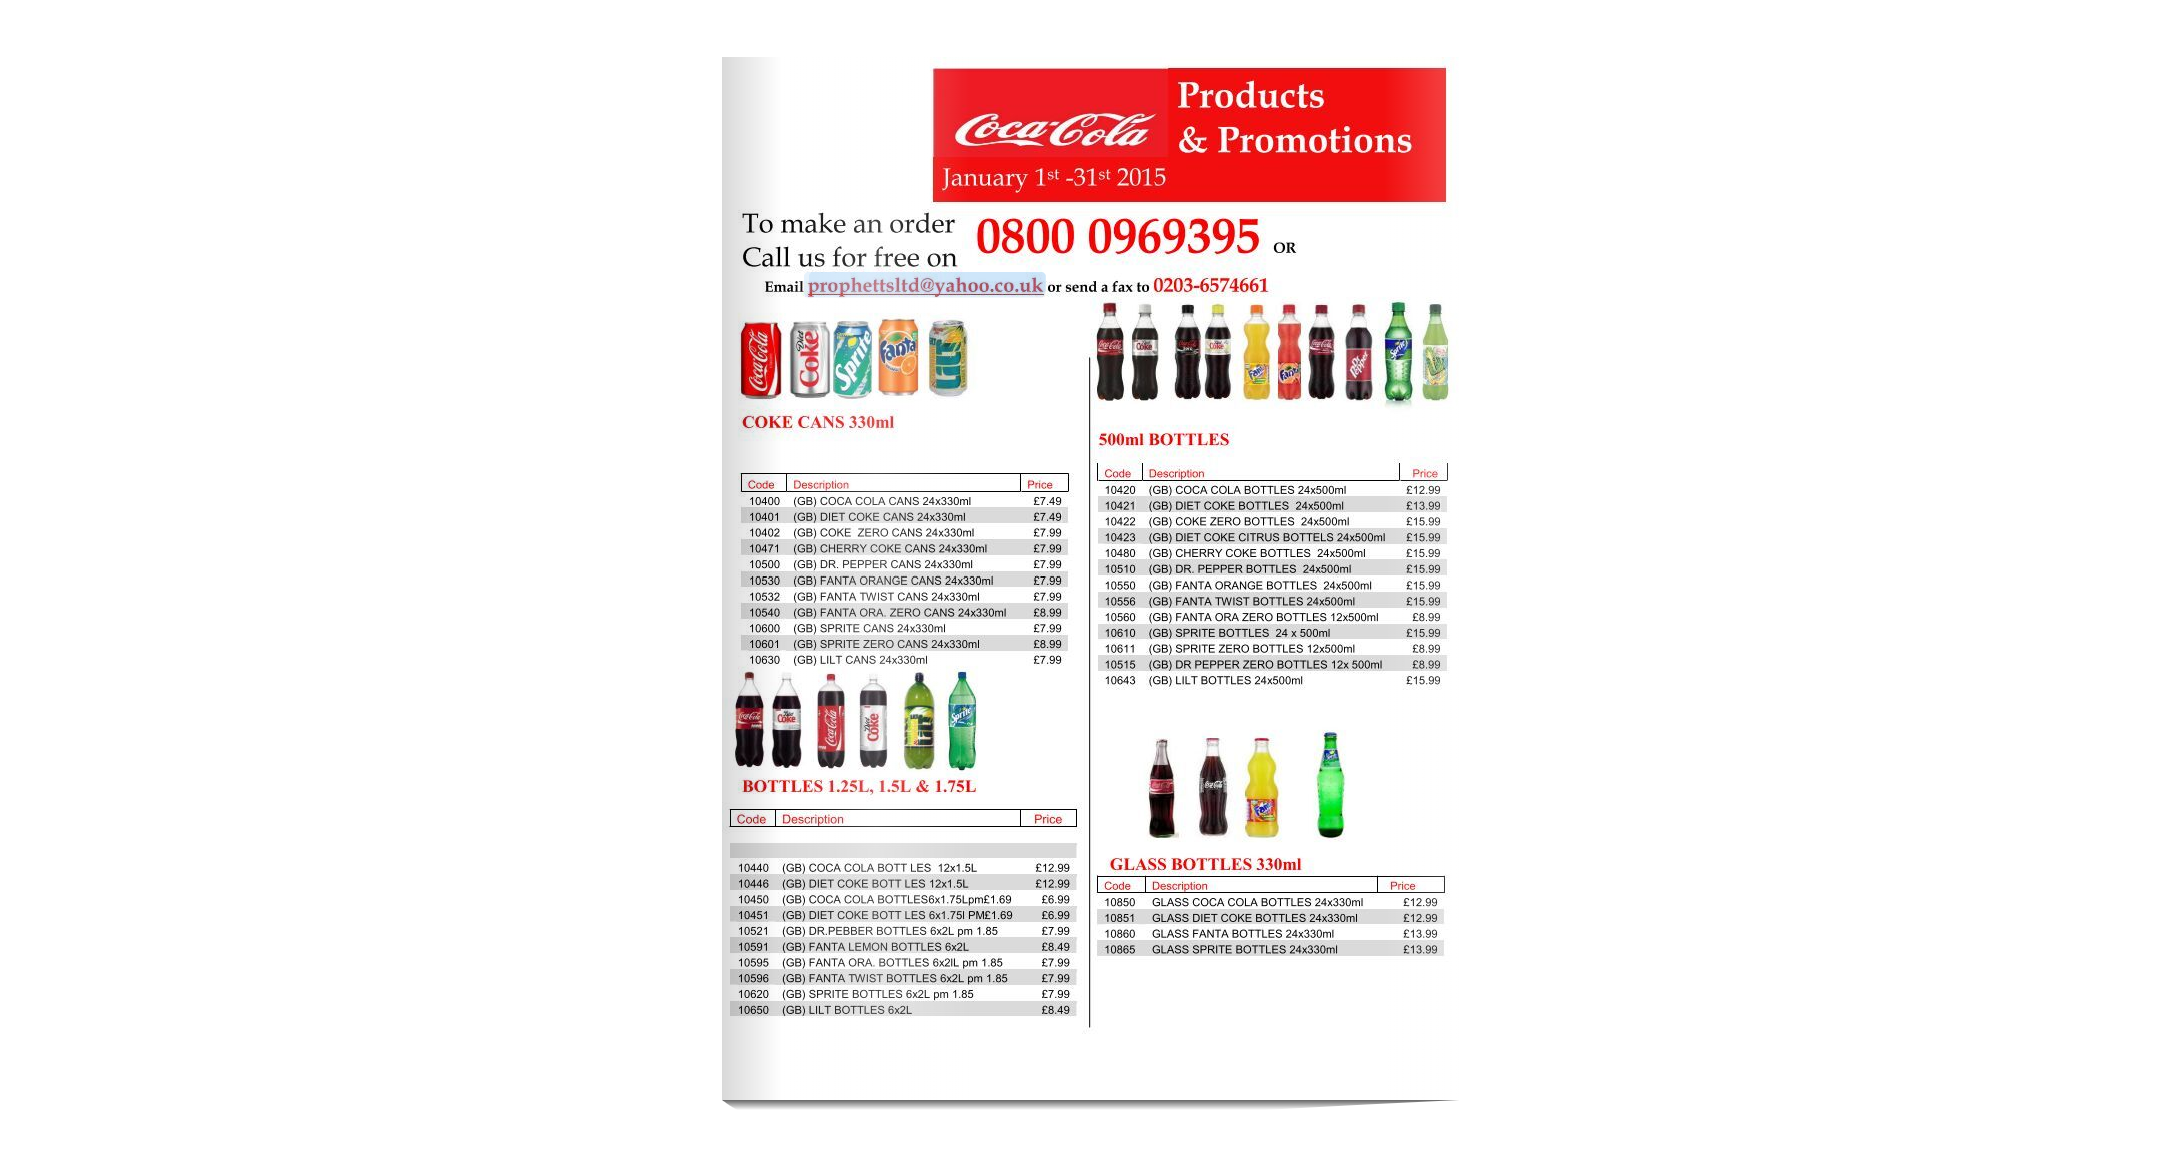 Coca-Cola
Products
& Promotions
January 1st -31st 2015
To make an order
Call us for free on
0800 0969395 OR
Email prophettsltd@yahoo.co.uk or send a fax to 0203-6574661
COKE CANS 330ml
Code Description Price
10400 (GB) COCA COLA CANS 24x330ml £7.49
10401 (GB) DIET COKE CANS 24x330ml £7.49
10402 (GB) COKE ZERO CANS 24x330ml £7.99
10471 (GB) CHERRY COKE CANS 24x330ml £7.99
10500 (GB) DR. PEPPER CANS 24x330ml £7.99
10530 (GB) FANTA ORANGE CANS 24x330ml £7.99
10532 (GB) FANTA TWIST CANS 24x330ml £7.99
10540 (GB) FANTA ORA. ZERO CANS 24x330ml £8.99
10600 (GB) SPRITE CANS 24x330ml £7.99
10601 (GB) SPRITE ZERO CANS 24x330ml £8.99
10630 (GB) LILT CANS 24x330ml £7.99
BOTTLES 1.25L, 1.5L & 1.75L
Code Description Price
10440 (GB) COCA COLA BOTT LES 12x1.5L £12.99
10446 (GB) DIET COKE BOTT LES 12x1.5L £12.99
10450 (GB) COCA COLA BOTTLES6x1.75Lpm£1.69 £6.99
10451 (GB) DIET COKE BOTT LES 6x1.75l PM£1.69 £6.99
10521 (GB) DR.PEBBER BOTTLES 6x2L pm 1.85 £7.99
10591 (GB) FANTA LEMON BOTTLES 6x2L £8.49
10595 (GB) FANTA ORA. BOTTLES 6x2lL pm 1.85 £7.99
10596 (GB) FANTA TWIST BOTTLES 6x2L pm 1.85 £7.99
10620 (GB) SPRITE BOTTLES 6x2L pm 1.85 £7.99
10650 (GB) LILT BOTTLES 6x2L £8.49
500ml BOTTLES
Code Description Price
10420 (GB) COCA COLA BOTTLES 24x500ml £12.99
10421 (GB) DIET COKE BOTTLES 24x500ml £13.99
10422 (GB) COKE ZERO BOTTLES 24x500ml £15.99
10423 (GB) DIET COKE CITRUS BOTTELS 24x500ml £15.99
10480 (GB) CHERRY COKE BOTTLES 24x500ml £15.99
10510 (GB) DR. PEPPER BOTTLES 24x500ml £15.99
10550 (GB) FANTA ORANGE BOTTLES 24x500ml £15.99
10556 (GB) FANTA TWIST BOTTLES 24x500ml £15.99
10560 (GB) FANTA ORA ZERO BOTTLES 12x500ml £8.99
10610 (GB) SPRITE BOTTLES 24 x 500ml £15.99
10611 (GB) SPRITE ZERO BOTTLES 12x500ml £8.99
10515 (GB) DR PEPPER ZERO BOTTLES 12x 500ml £8.99
10643 (GB) LILT BOTTLES 24x500ml £15.99
GLASS BOTTLES 330ml
Code Description Price
10850 GLASS COCA COLA BOTTLES 24x330ml £12.99
10851 GLASS DIET COKE BOTTLES 24x330ml £12.99
10860 GLASS FANTA BOTTLES 24x330ml £13.99
10865 GLASS SPRITE BOTTLES 24x330ml £13.99